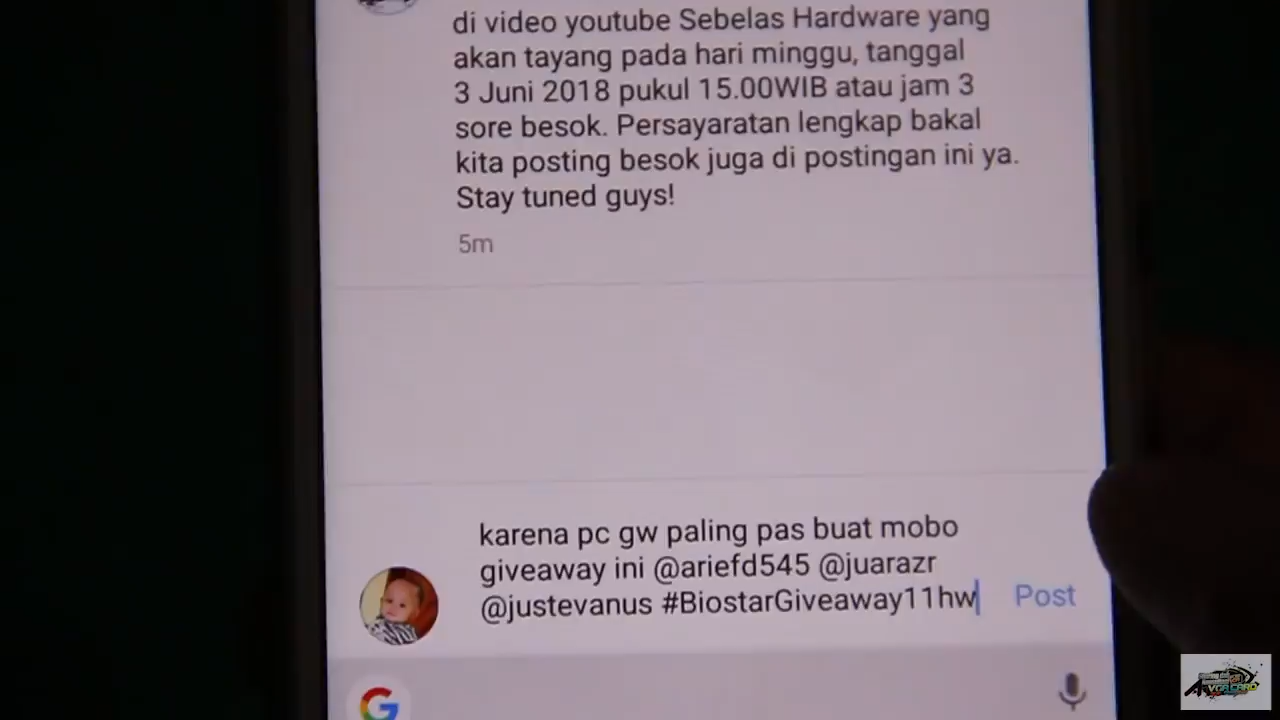 di video youtube Sebelas Hardware yang
akan tayang pada hari minggu, tanggal
3 Juni 2018 pukul 15.00WIB atau jam 3
sore besok. Persayaratan lengkap bakal
kita posting besok juga di postingan ini ya.
Stay tuned guys!
5m
karena pc gw paling pas buat mobo
giveaway ini @ariefd545 @juarazr
@justevanus #BiostarGiveaway11hw
Post
G